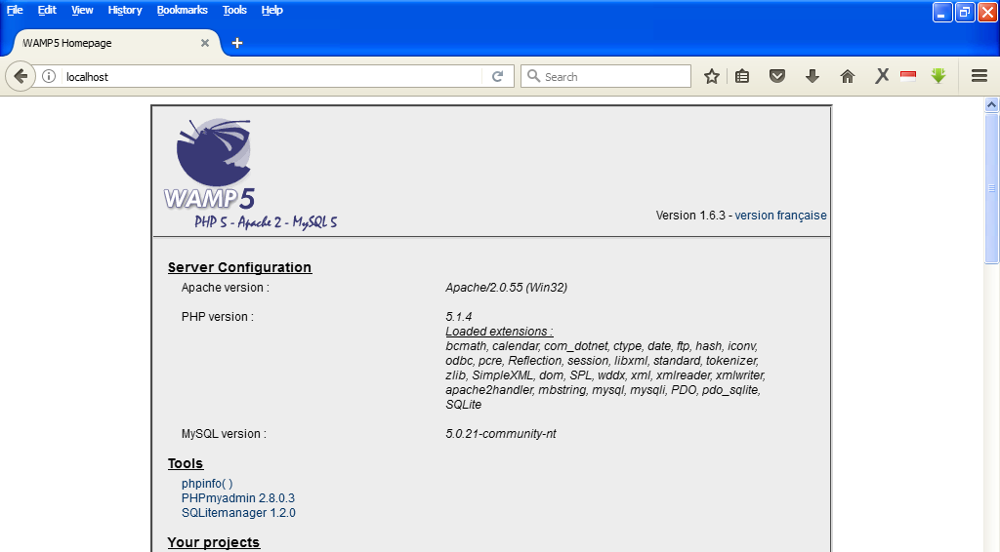 File Edit View History Bookmarks Tools Help
WAMP5 Homepage
localhost
Search
WAMP5
PHP 5 - Apache 2 - MySQL 5
Version 1.6.3 - version française
Server Configuration
Apache version : Apache/2.0.55 (Win32)
PHP version : 5.1.4
Loaded extensions :
bcmath, calendar, com_dotnet, ctype, date, ftp, hash, iconv,
odbc, pcre, Reflection, session, libxml, standard, tokenizer,
zlib, SimpleXML, dom, SPL, wddx, xml, xmlreader, xmlwriter,
apache2handler, mbstring, mysql, mysqli, PDO, pdo_sqlite,
SQLite
MySQL version : 5.0.21-community-nt
Tools
phpinfo( )
PHPmyadmin 2.8.0.3
SQLitemanager 1.2.0
Your projects